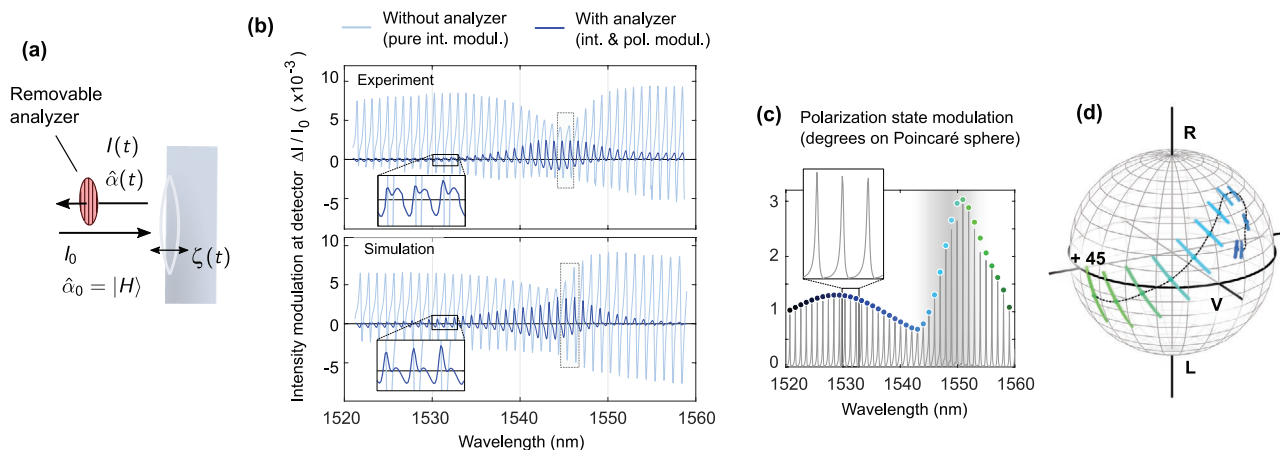 (a)
Removable
analyzer
I(t)
α̂(t)
I₀
α̂₀ = |H⟩
ζ(t)
(b)
Without analyzer
(pure int. modul.)
With analyzer
(int. & pol. modul.)
Intensity modulation at detector ΔI / I₀ (x10⁻³)
Experiment
10
5
0
-5
Simulation
10
5
0
-5
1520
1530
1540
1550
1560
Wavelength (nm)
(c)
Polarization state modulation
(degrees on Poincaré sphere)
3
2
1
0
1520
1530
1540
1550
1560
Wavelength (nm)
(d)
R
+ 45
V
L